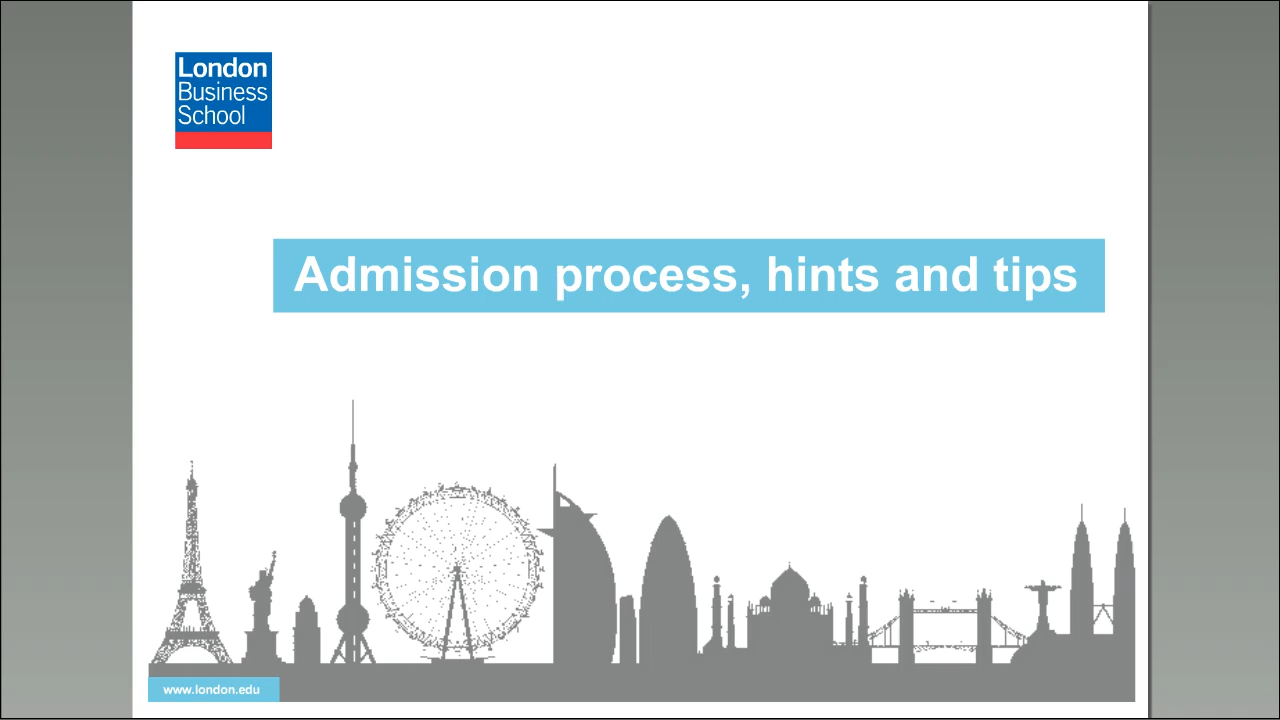 London
Business
School
Admission process, hints and tips
www.london.edu